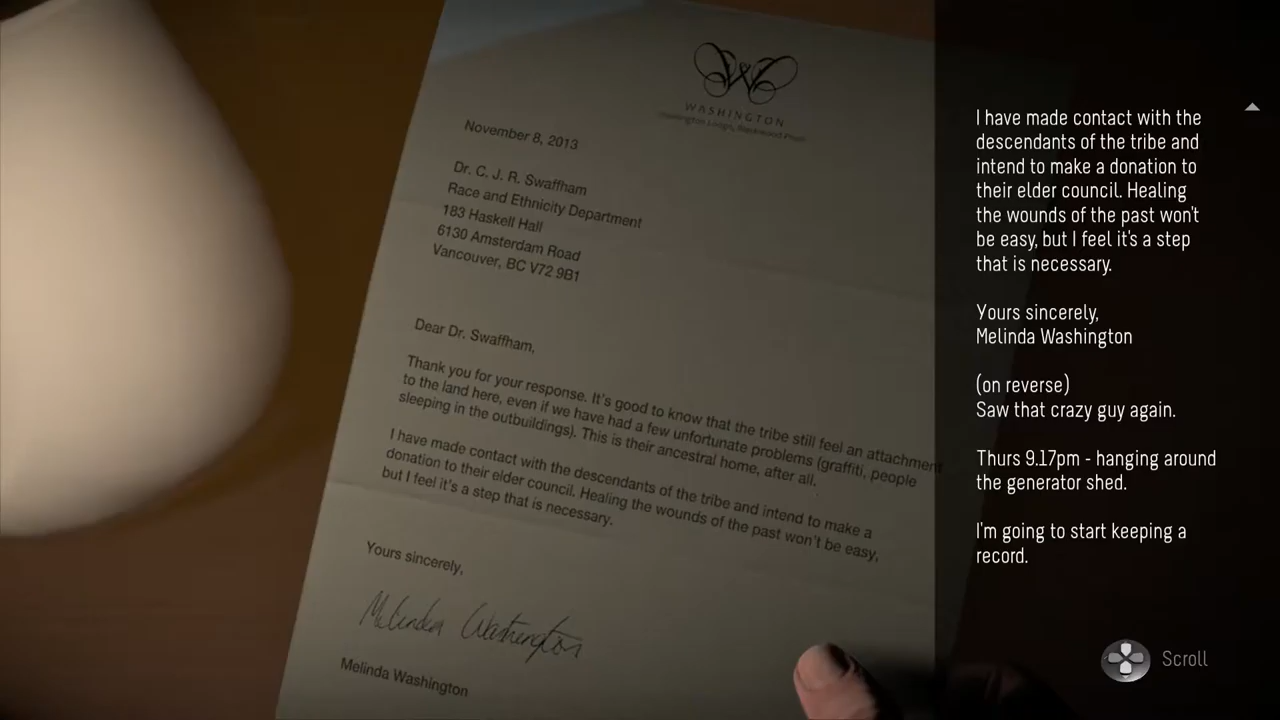 W
WASHINGTON
November 8, 2013
Dr. C. J. R. Swaffham
Race and Ethnicity Department
183 Haskell Hall
6130 Amsterdam Road
Vancouver, BC V72 9B1
Dear Dr. Swaffham,
Thank you for your response. It's good to know that the tribe still feel an attachment
to the land here, even if we have had a few unfortunate problems (graffiti, people
sleeping in the outbuildings). This is their ancestral home, after all.
I have made contact with the descendants of the tribe and intend to make a
donation to their elder council. Healing the wounds of the past won't be easy,
but I feel it's a step that is necessary.
Yours sincerely,
Melinda Washington
Melinda Washington
I have made contact with the
descendants of the tribe and
intend to make a donation to
their elder council. Healing
the wounds of the past won't
be easy, but I feel it's a step
that is necessary.
Yours sincerely,
Melinda Washington
(on reverse)
Saw that crazy guy again.
Thurs 9.17pm - hanging around
the generator shed.
I'm going to start keeping a
record.
Scroll